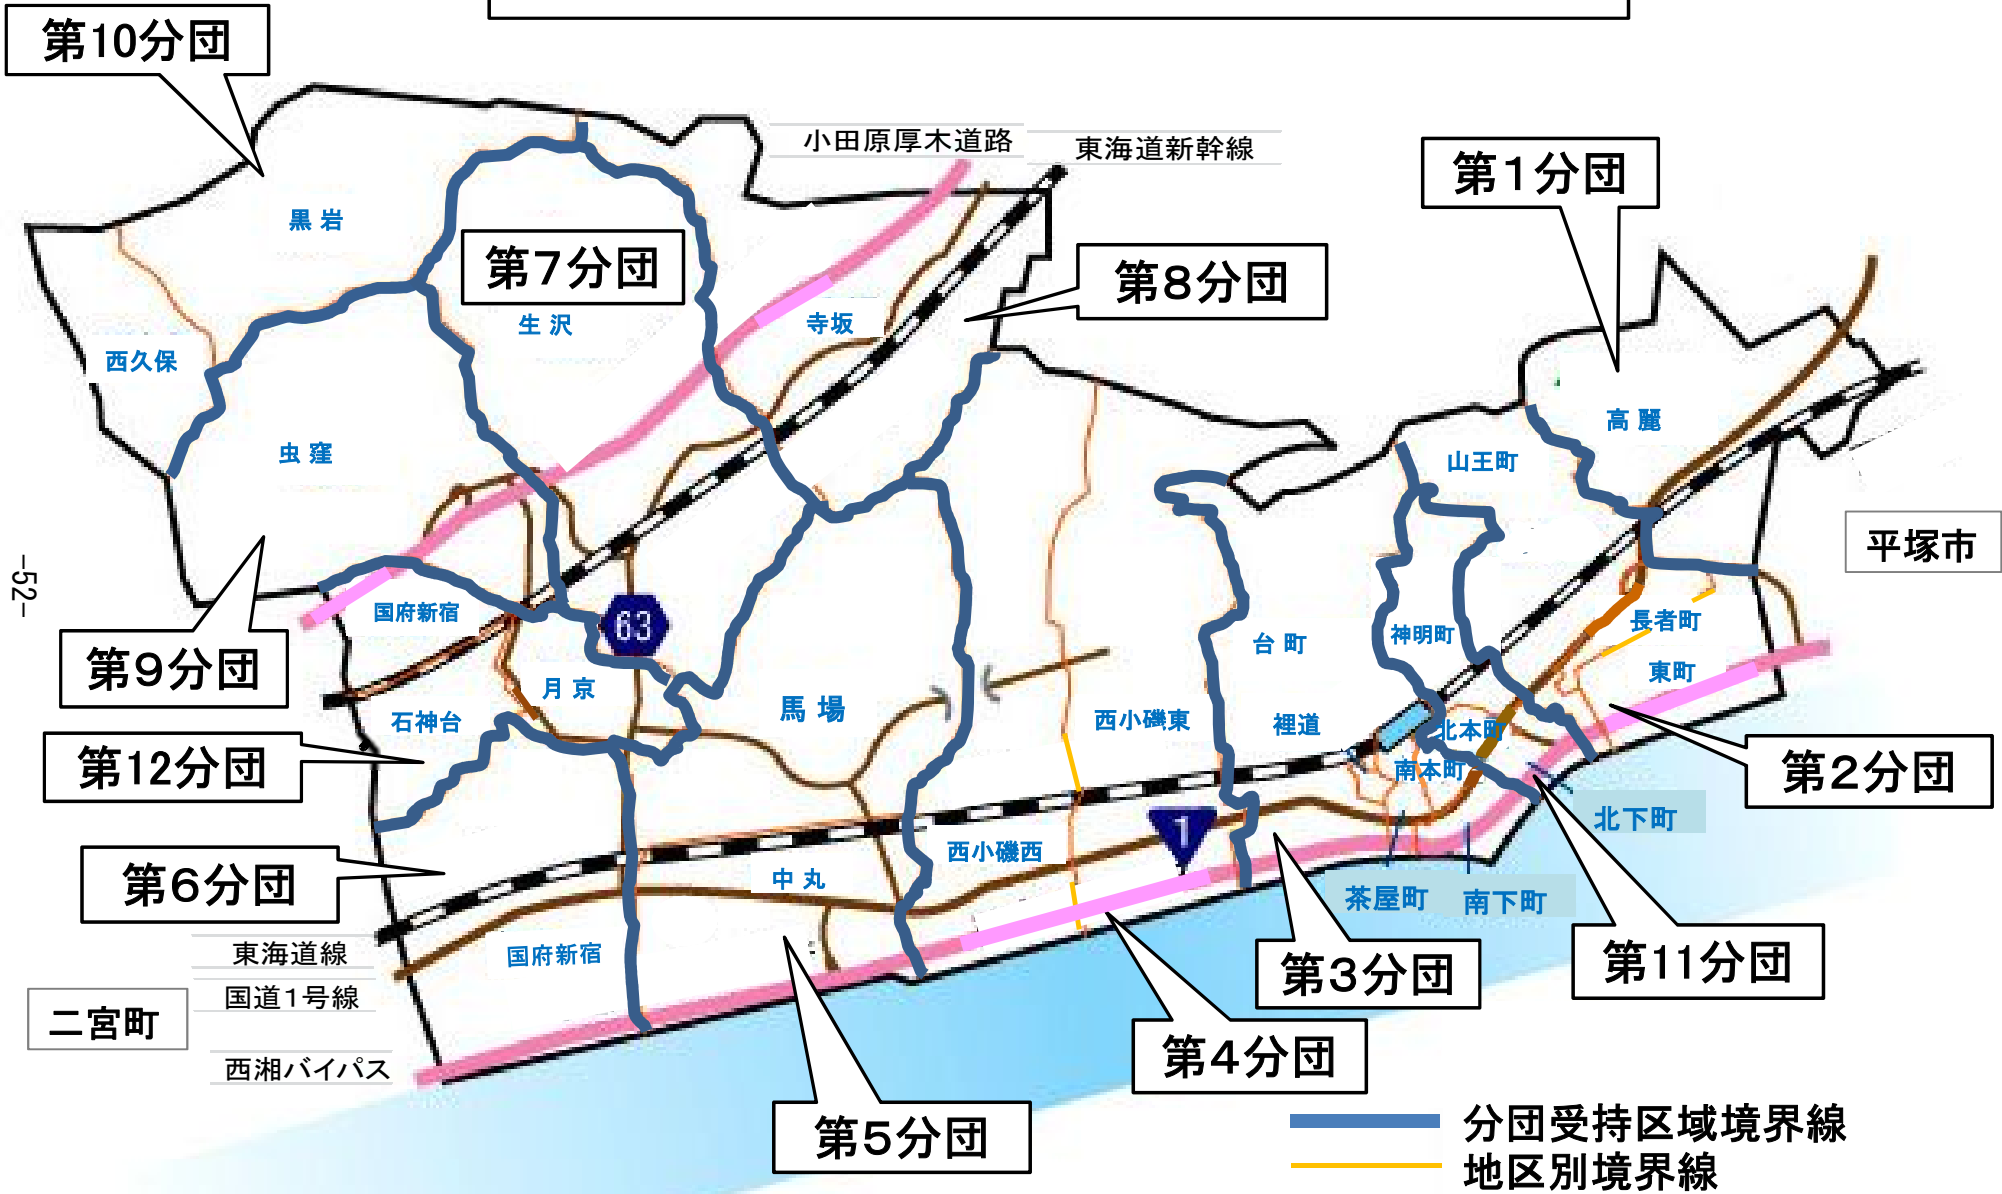 第10分団
小田原厚木道路
東海道新幹線
第1分団
黒岩
第7分団
第8分団
生沢
寺坂
西久保
高麗
虫窪
山王町
平塚市
-52-
国府新宿
63
長者町
神明町
台町
第9分団
月京
東町
馬場
石神台
西小磯東
裡道
北本町
第12分団
南本町
第2分団
北下町
1
西小磯西
第6分団
中丸
茶屋町
南下町
東海道線
国府新宿
第3分団
第11分団
国道1号線
二宮町
第4分団
西湘バイパス
第5分団
分団受持区域境界線
地区別境界線